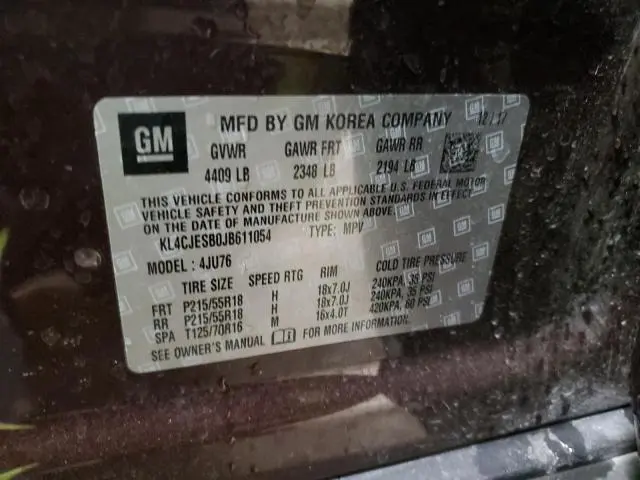 GM
MFD BY GM KOREA COMPANY 12/17
GVWR GAWR FRT GAWR RR
4409 LB 2348 LB 2194 LB
THIS VEHICLE CONFORMS TO ALL APPLICABLE U.S. FEDERAL MOTOR
VEHICLE SAFETY AND THEFT PREVENTION STANDARDS IN EFFECT
ON THE DATE OF MANUFACTURE SHOWN ABOVE.
KL4CJESB0JB611054 TYPE: MPV
MODEL: 4JU76
TIRE SIZE SPEED RTG RIM COLD TIRE PRESSURE
FRT P215/55R18 H 18x7.0J 240KPA, 35 PSI
RR P215/55R18 H 18x7.0J 240KPA, 35 PSI
SPA T125/70R16 M 16x4.0T 420KPA, 60 PSI
SEE OWNER'S MANUAL FOR MORE INFORMATION.